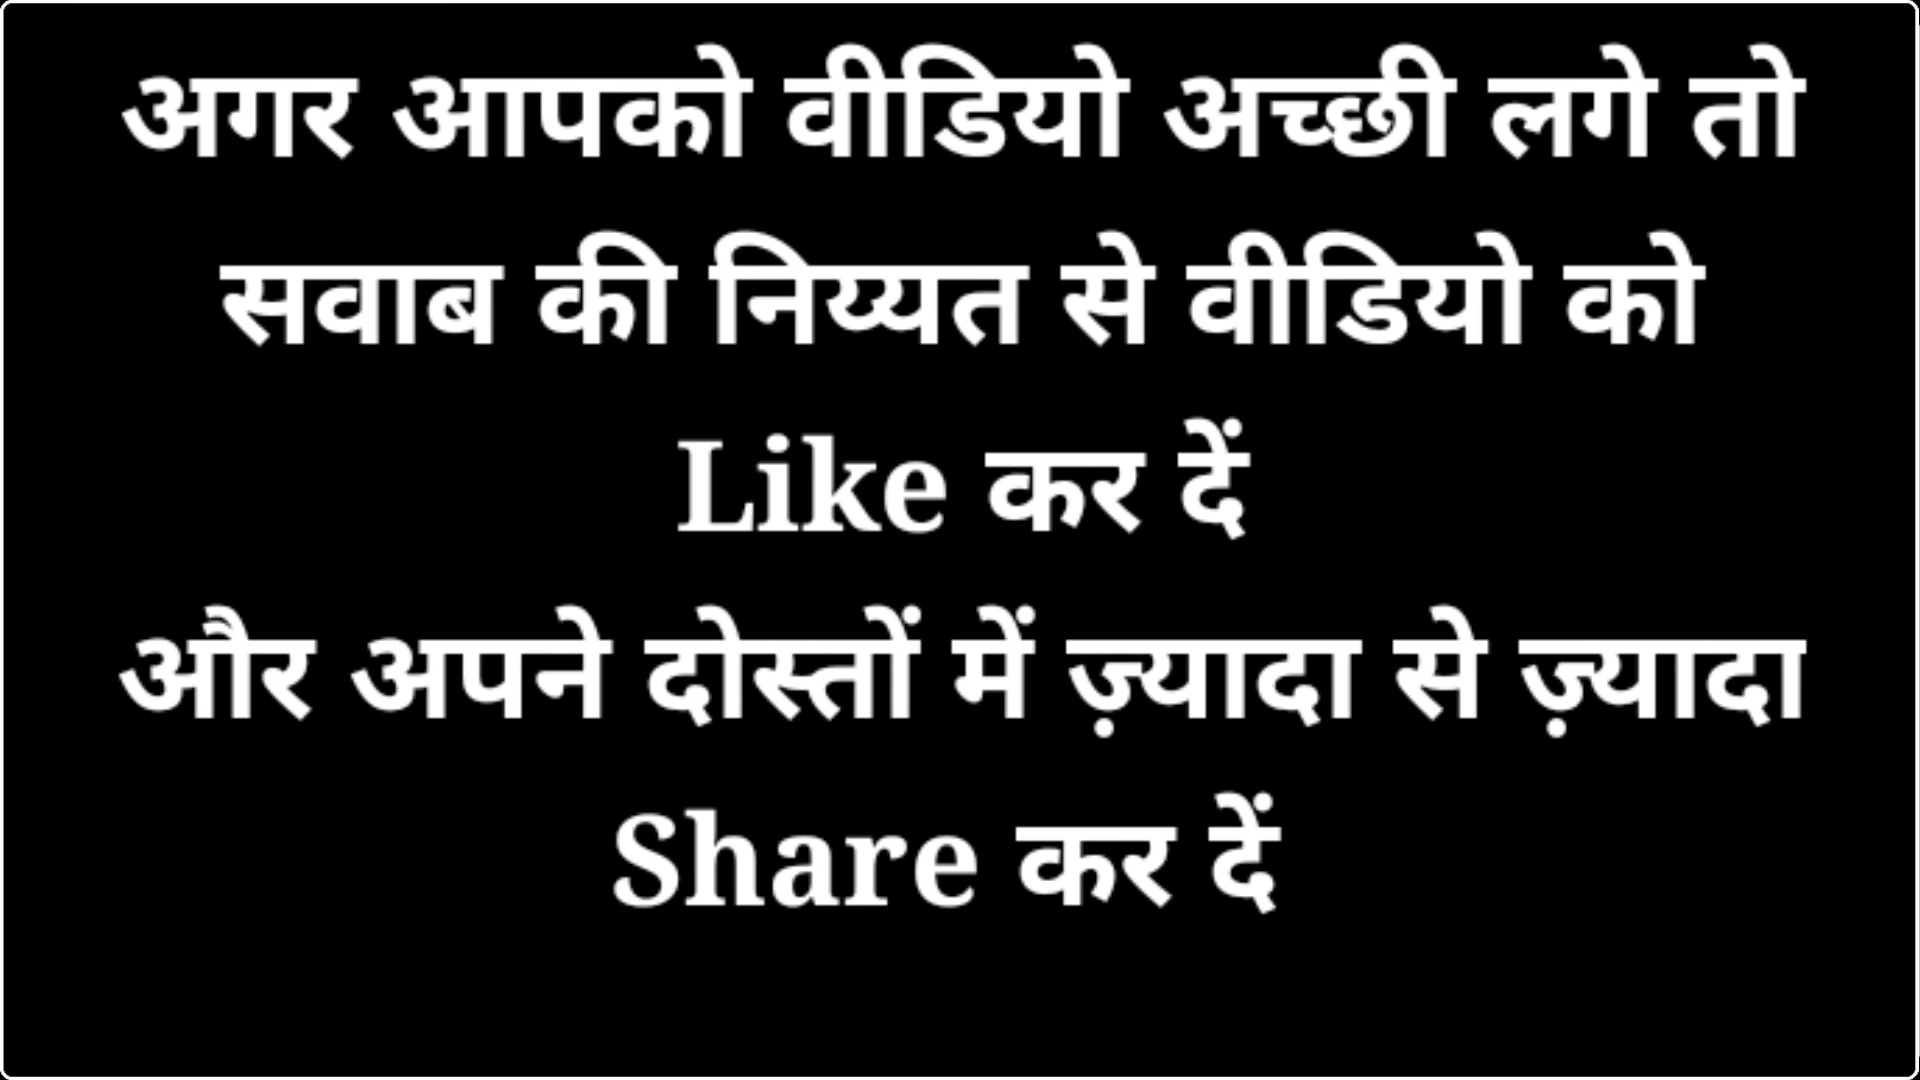 अगर आपको वीडियो अच्छी लगे तो
सवाब की निय्यत से वीडियो को
Like कर दें
और अपने दोस्तों में ज़्यादा से ज़्यादा
Share कर दें